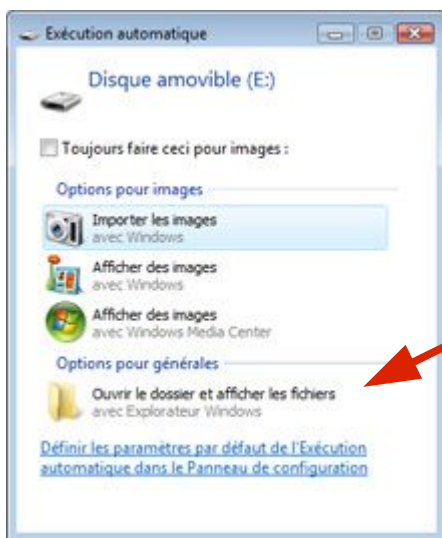 Exécution automatique
Disque amovible (E:)
Toujours faire ceci pour images :
Options pour images
Importer les images
avec Windows
Afficher des images
avec Windows
Afficher des images
avec Windows Media Center
Options pour générales
Ouvrir le dossier et afficher les fichiers
avec Explorateur Windows
Définir les paramètres par défaut de l'Exécution
automatique dans le Panneau de configuration